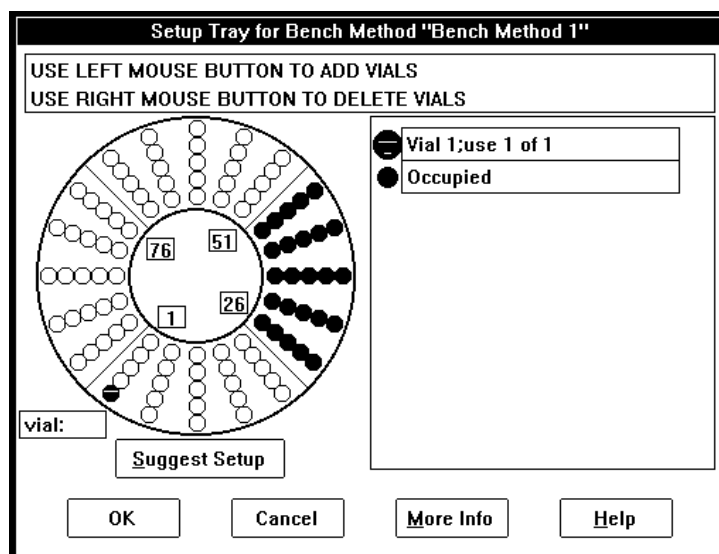 Setup Tray for Bench Method "Bench Method 1"
USE LEFT MOUSE BUTTON TO ADD VIALS
USE RIGHT MOUSE BUTTON TO DELETE VIALS
Vial 1;use 1 of 1
Occupied
76
51
1
26
vial:
Suggest Setup
OK
Cancel
More Info
Help